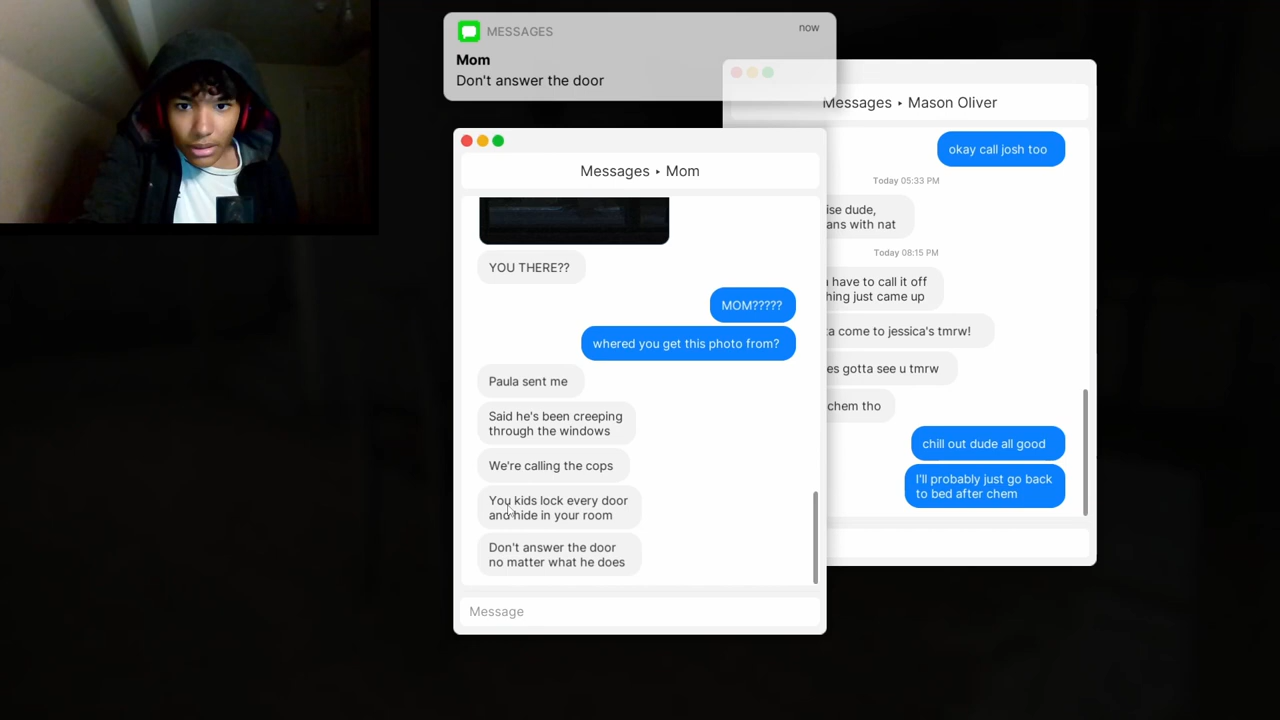 MESSAGES
now
Mom
Don't answer the door
Messages ‣ Mason Oliver
okay call josh too
Today 05:33 PM
dude,
with nat
Today 08:15 PM
have to call it off
just came up
come to jessica's tmrw!
gotta see u tmrw
chem tho
chill out dude all good
I'll probably just go back
to bed after chem
Messages ‣ Mom
YOU THERE??
MOM?????
whered you get this photo from?
Paula sent me
Said he's been creeping
through the windows
We're calling the cops
You kids lock every door
and hide in your room
Don't answer the door
no matter what he does
Message